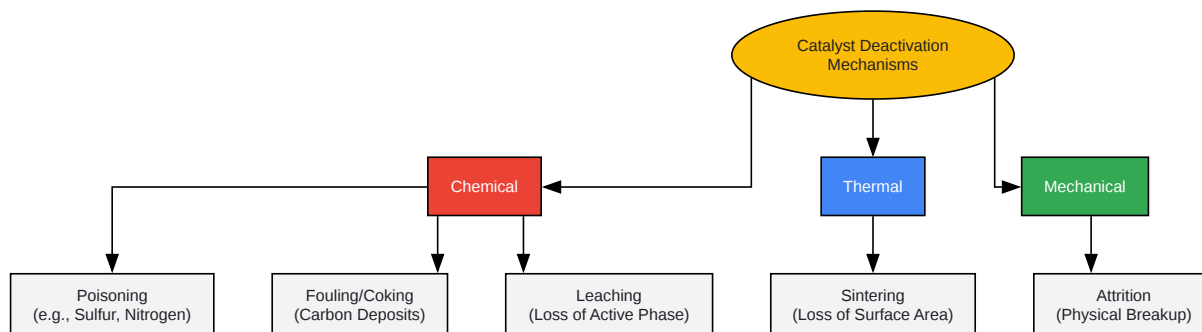 Catalyst Deactivation
Mechanisms
Chemical
Thermal
Mechanical
Poisoning
(e.g., Sulfur, Nitrogen)
Fouling/Coking
(Carbon Deposits)
Leaching
(Loss of Active Phase)
Sintering
(Loss of Surface Area)
Attrition
(Physical Breakup)